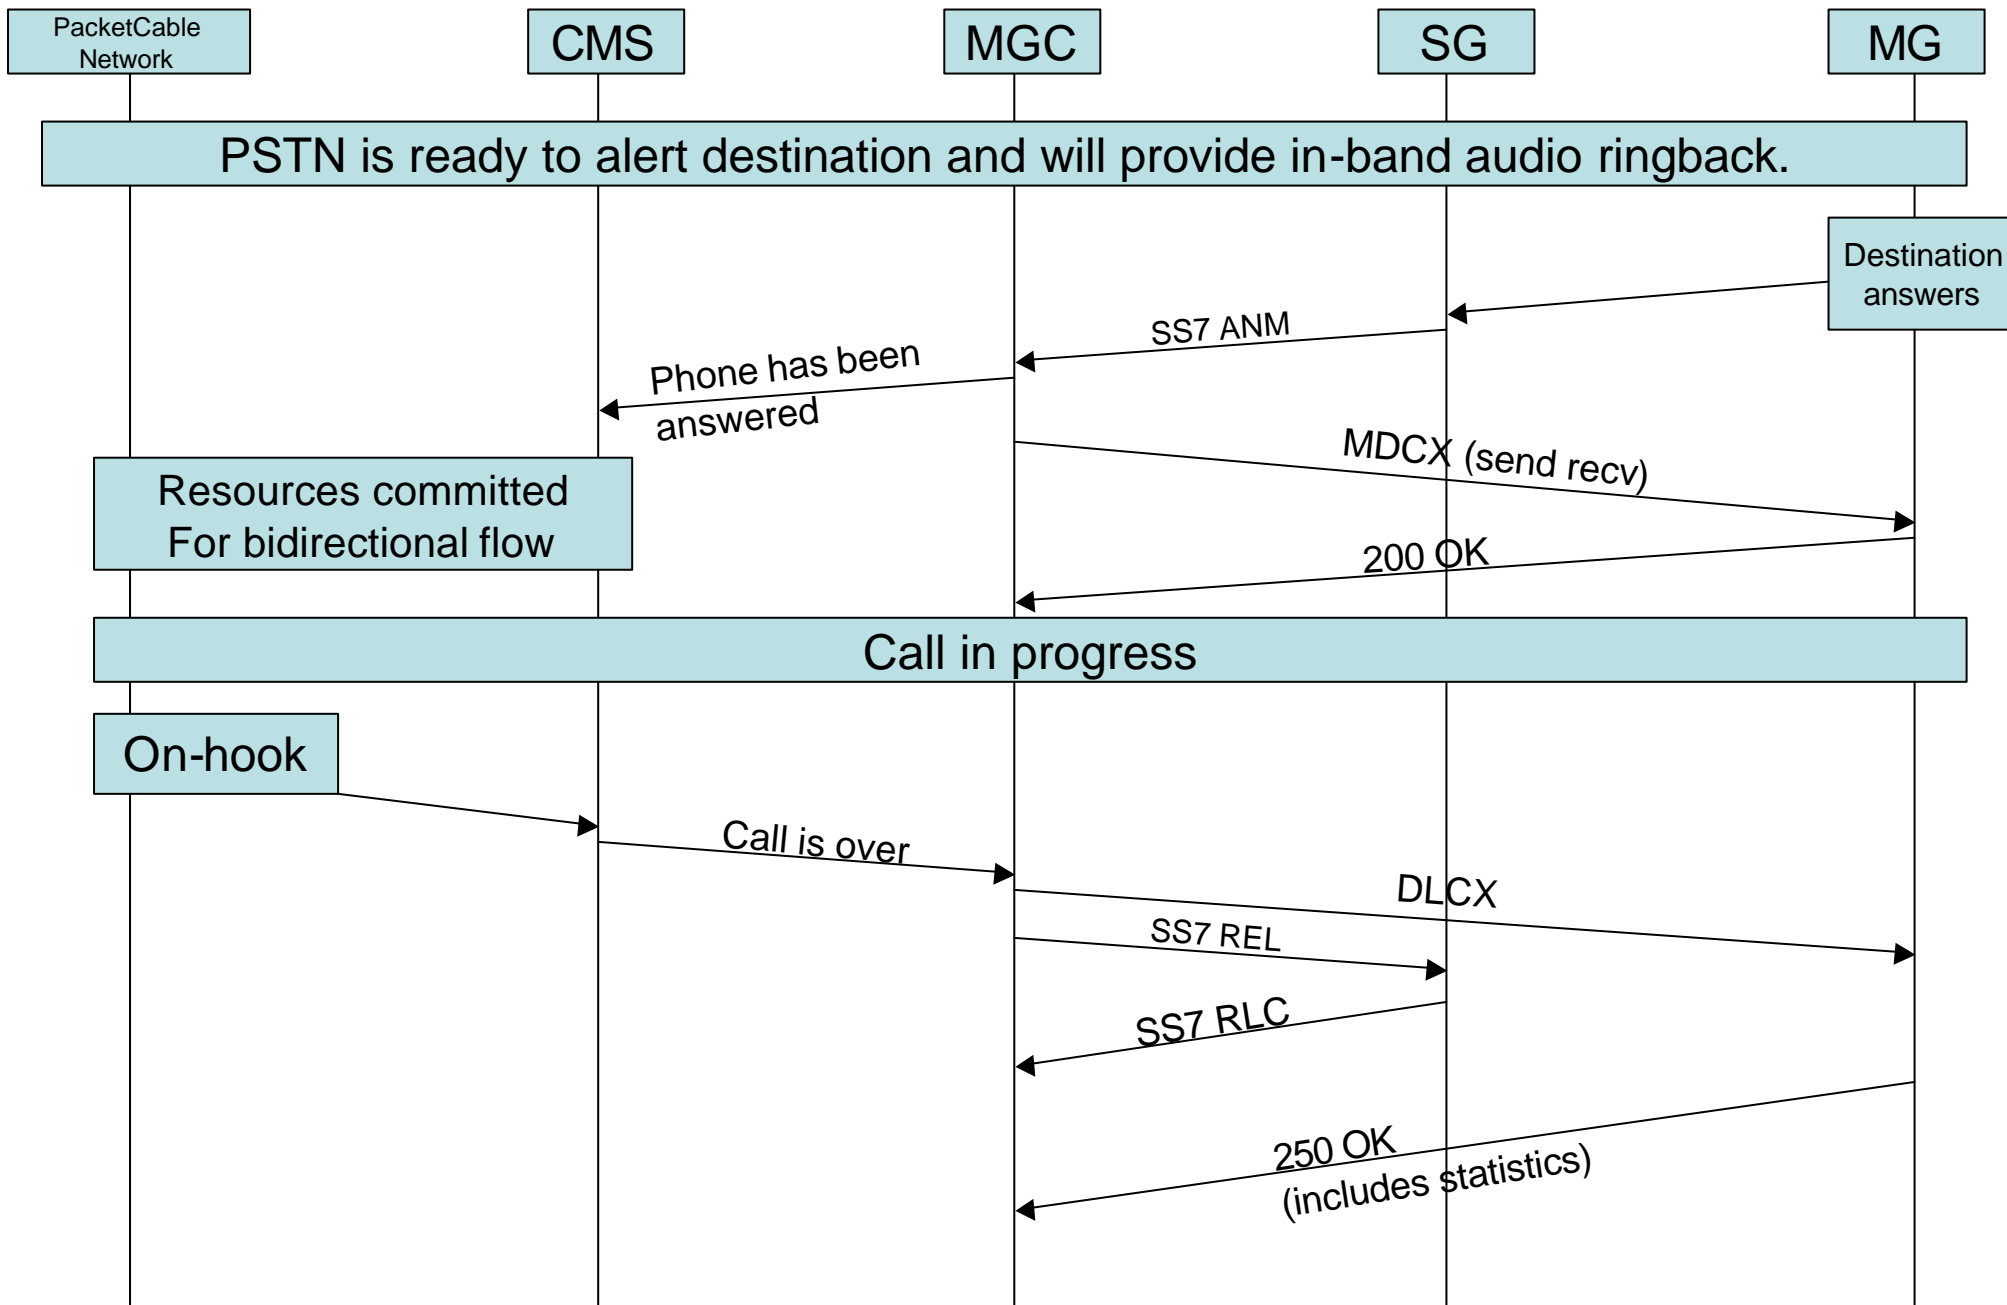 PacketCable
Network
CMS
MGC
SG
MG
PSTN is ready to alert destination and will provide in-band audio ringback.
Destination
answers
SS7 ANM
Phone has been
answered
MDCX (send recv)
Resources committed
For bidirectional flow
200 OK
Call in progress
On-hook
Call is over
DLCX
SS7 REL
SS7 RLC
250 OK
(includes statistics)